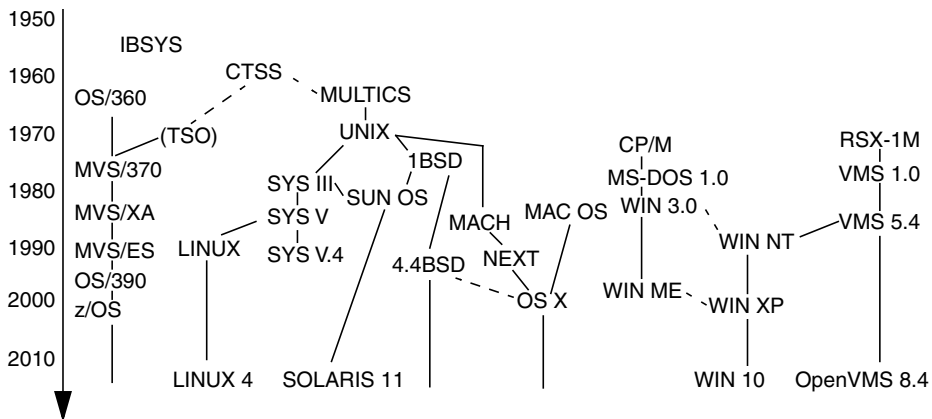 1950
IBSYS
1960
CTSS
MULTICS
OS/360
1970
(TSO)
UNIX
CP/M
RSX-1M
MVS/370
1BSD
MS-DOS 1.0
VMS 1.0
1980
SYS III
SUN OS
WIN 3.0
MVS/XA
SYS V
MACH
MAC OS
VMS 5.4
1990
MVS/ES
LINUX
SYS V.4
NEXT
WIN NT
4.4BSD
OS/390
2000
z/OS
OS X
WIN ME
WIN XP
2010
LINUX 4
SOLARIS 11
WIN 10
OpenVMS 8.4